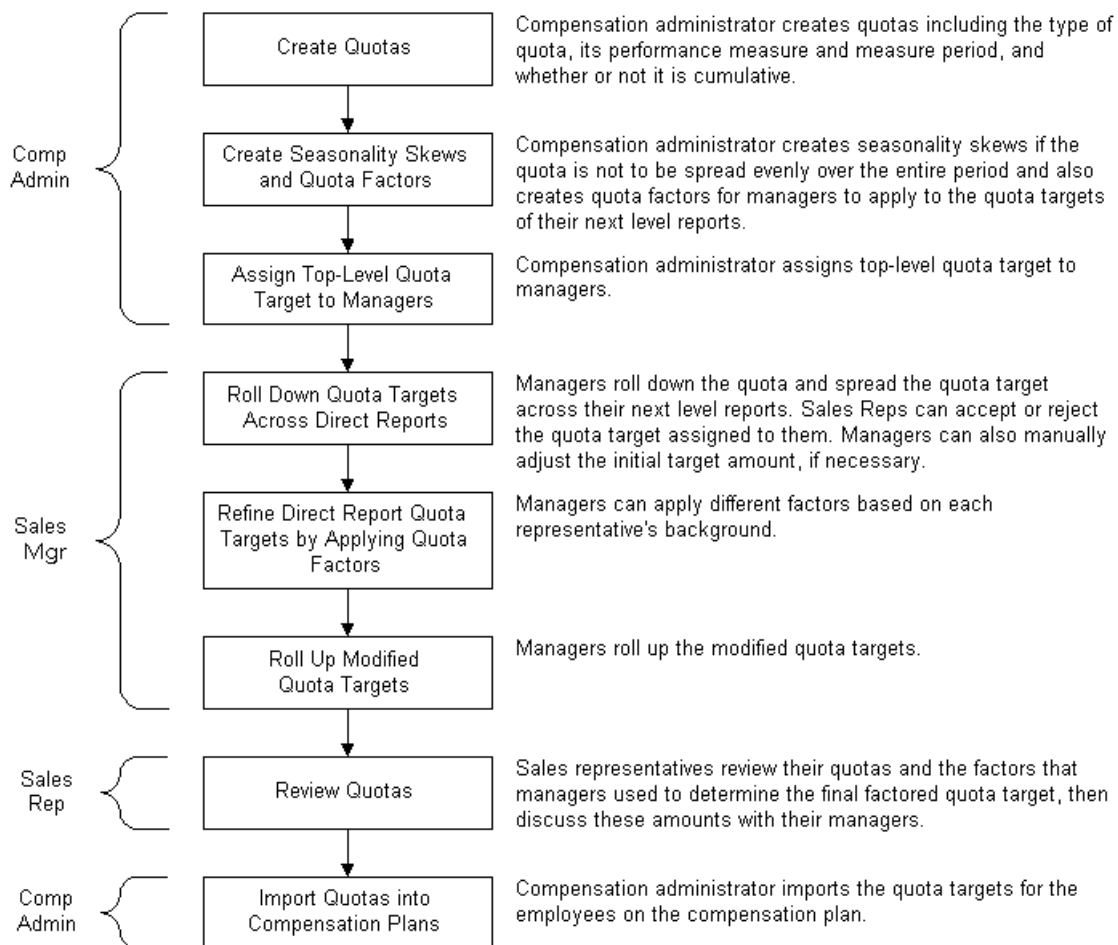 Create Quotas
Compensation administrator creates quotas including the type of
quota, its performance measure and measure period, and
whether or not it is cumulative.
Comp
Admin
Create Seasonality Skews
and Quota Factors
Compensation administrator creates seasonality skews if the
quota is not to be spread evenly over the entire period and also
creates quota factors for managers to apply to the quota targets
of their next level reports.
Assign Top-Level Quota
Target to Managers
Compensation administrator assigns top-level quota target to
managers.
Roll Down Quota Targets
Across Direct Reports
Managers roll down the quota and spread the quota target
across their next level reports. Sales Reps can accept or reject
the quota target assigned to them. Managers can also manually
adjust the initial target amount, if necessary.
Sales
Mgr
Refine Direct Report Quota
Targets by Applying Quota
Factors
Managers can apply different factors based on each
representative's background.
Roll Up Modified
Quota Targets
Managers roll up the modified quota targets.
Sales
Rep
Review Quotas
Sales representatives review their quotas and the factors that
managers used to determine the final factored quota target, then
discuss these amounts with their managers.
Comp
Admin
Import Quotas into
Compensation Plans
Compensation administrator imports the quota targets for the
employees on the compensation plan.